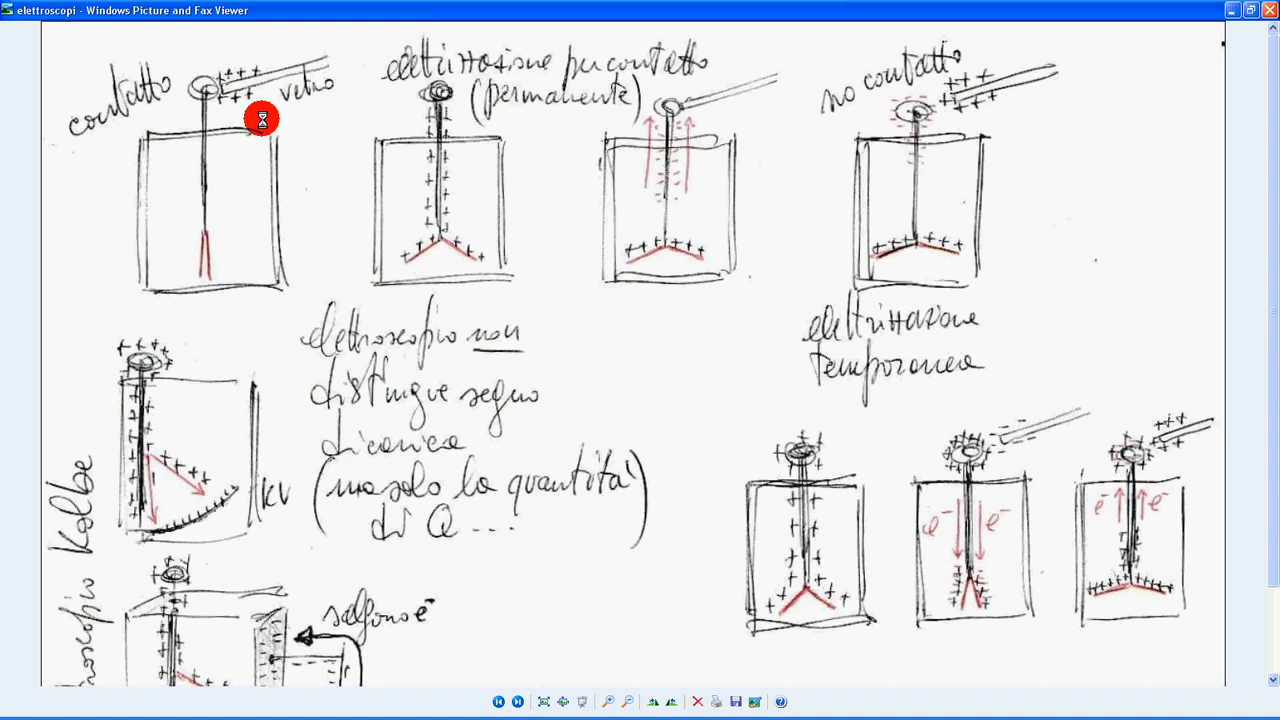 elettroscopi - Windows Picture and Fax Viewer
contatto
vetro
elettrizzazione per contatto
(permanente)
no contatto
elettrizzazione
temporanea
elettroscopio non
distingue segno
di carica
(ma solo la quantità
di Q ....
)
KV
Kolbe
salgono e⁻
e⁻ e⁻
e⁻ e⁻